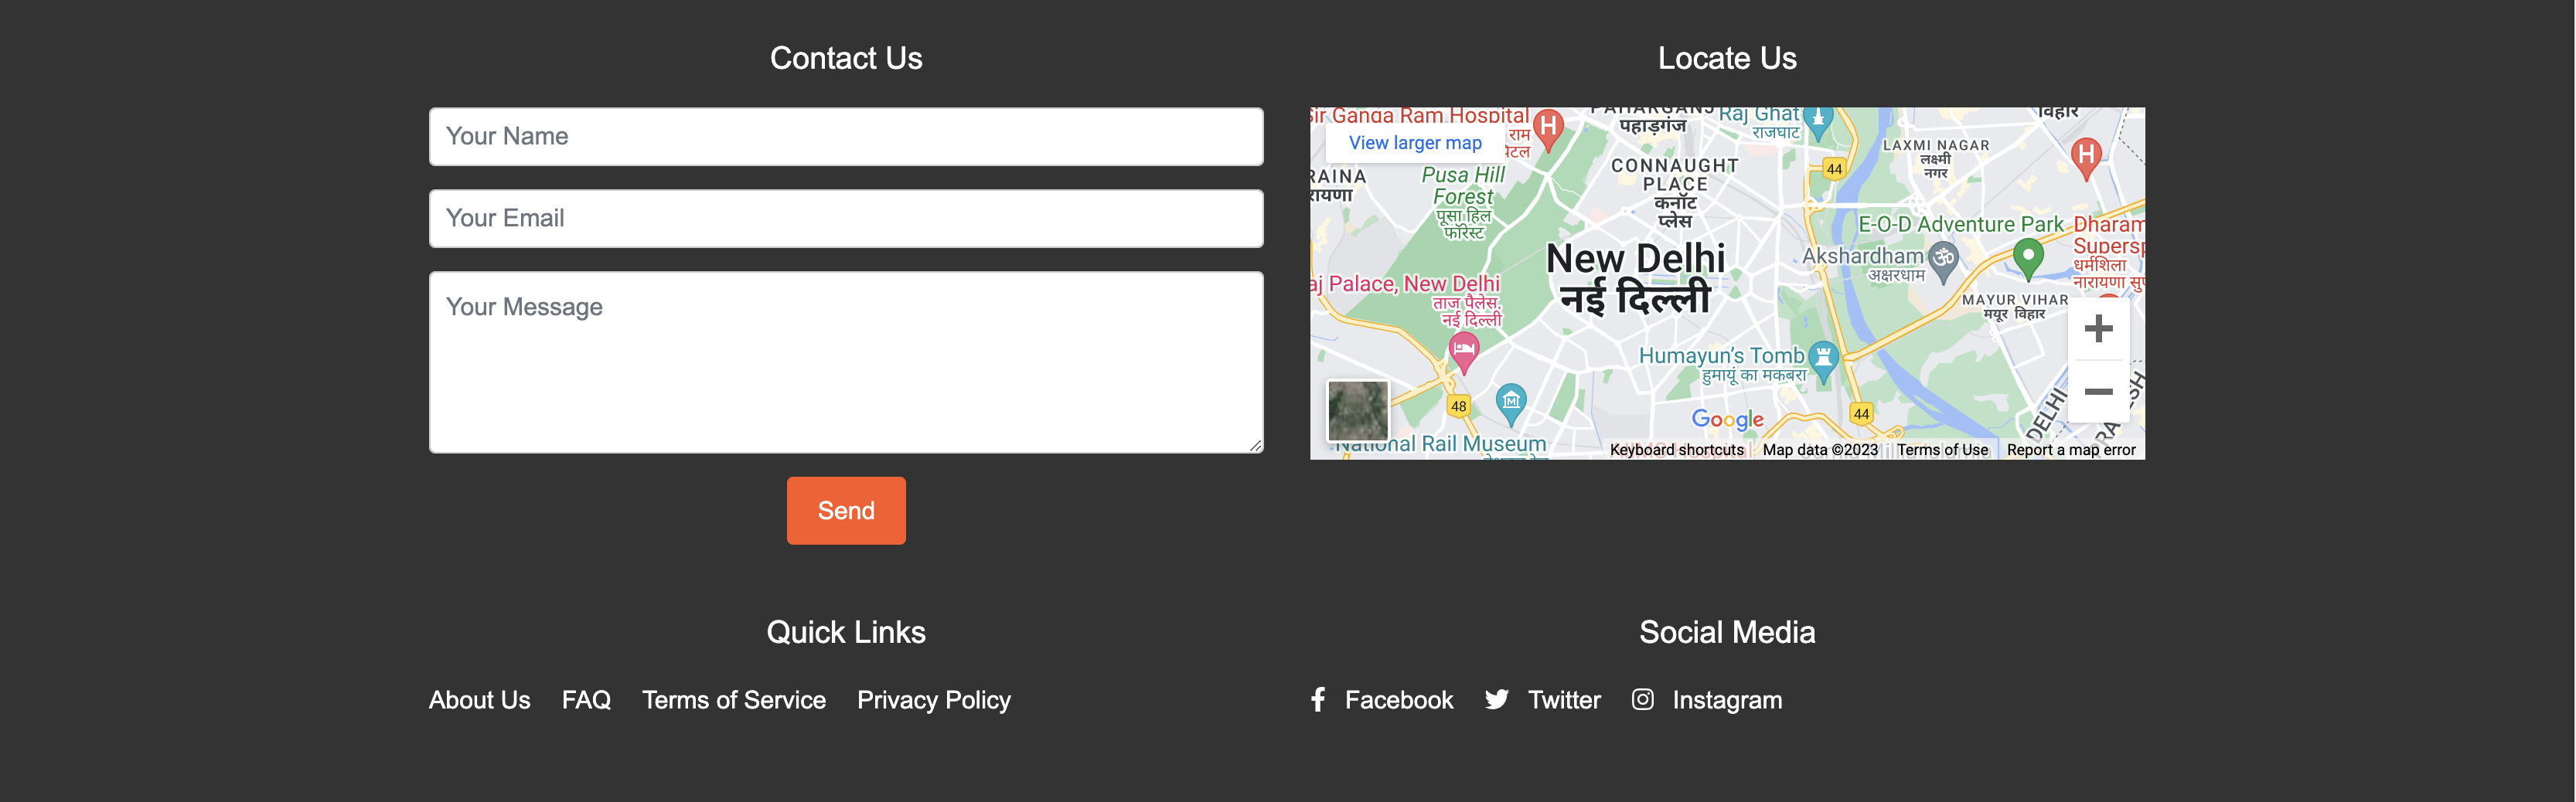 Contact Us
Your Name
Your Email
Your Message
Send
Locate Us
Sir Ganga Ram Hospital
राम
View larger map
पहाड़गंज
Raj Ghat
राजघाट
विहार
LAXMI NAGAR
लक्ष्मी
नगर
CONNAUGHT
PLACE
कनॉट
प्लेस
44
RAINA
रायणा
Pusa Hill
Forest
पूसा हिल
फॉरेस्ट
E-O-D Adventure Park
Dharam
Supersp
धर्मशिला
नारायणा सुप
New Delhi
नई दिल्ली
Akshardham
अक्षरधाम
aj Palace, New Delhi
ताज पैलेस,
नई दिल्ली
MAYUR VIHAR
मयूर विहार
Humayun's Tomb
हुमायूं का मकबरा
48
44
DELHI
Google
National Rail Museum
Keyboard shortcuts Map data ©2023 Terms of Use Report a map error
Quick Links
About Us FAQ Terms of Service Privacy Policy
Social Media
Facebook Twitter Instagram